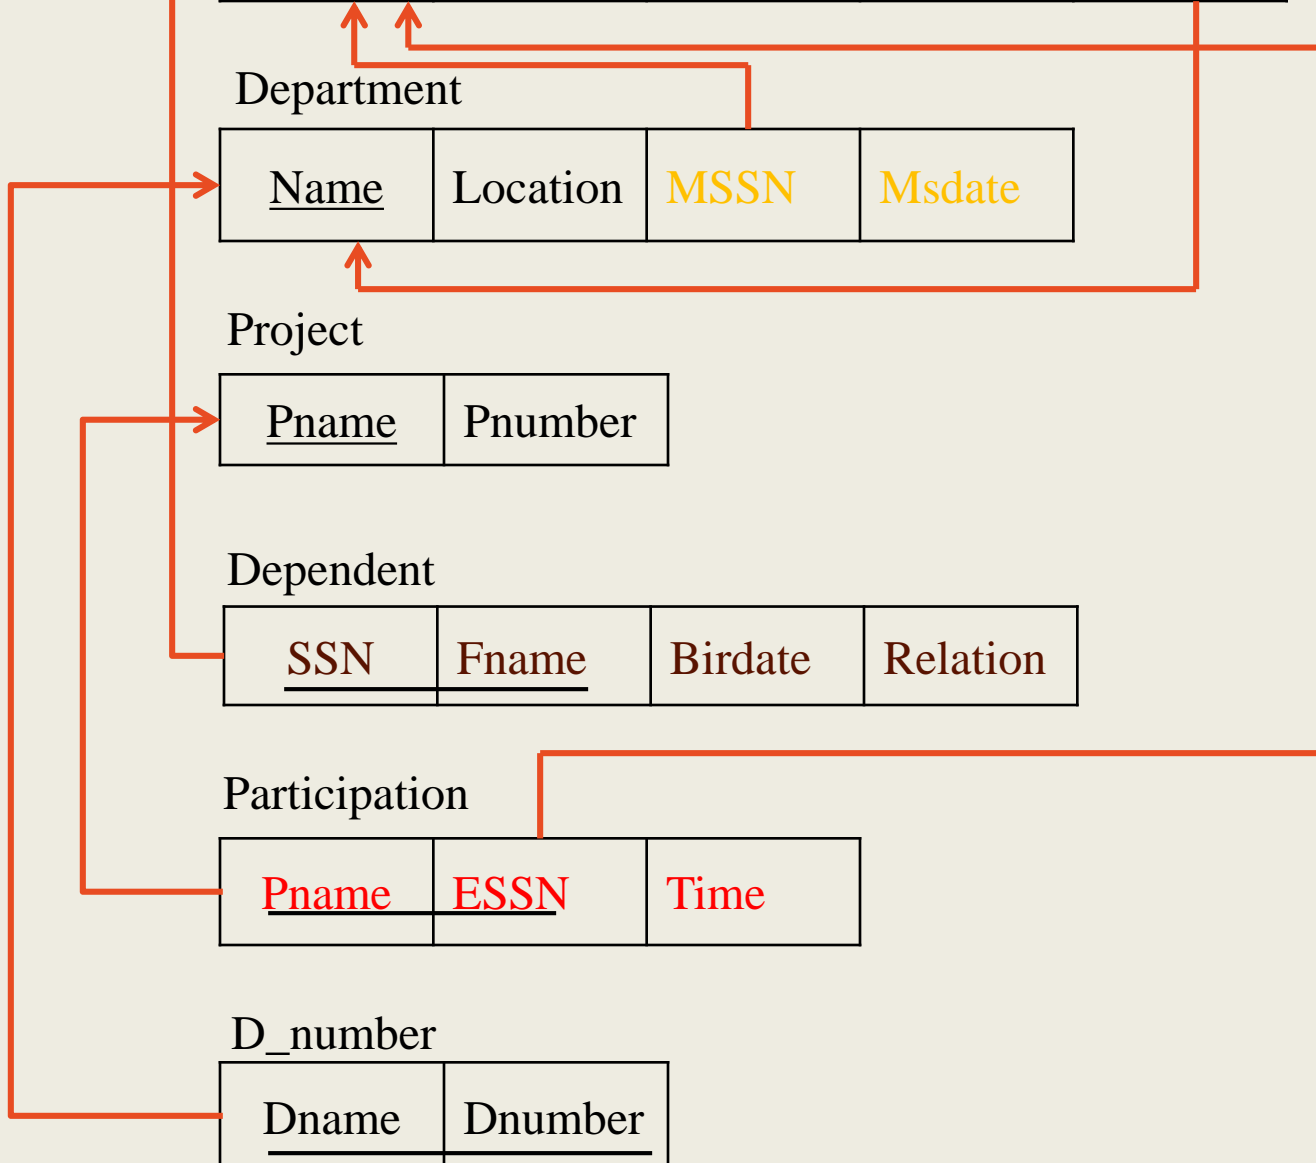 Department
Name Location MSSN Msdate
Project
Pname Pnumber
Dependent
SSN Fname Birdate Relation
Participation
Pname ESSN Time
D_number
Dname Dnumber